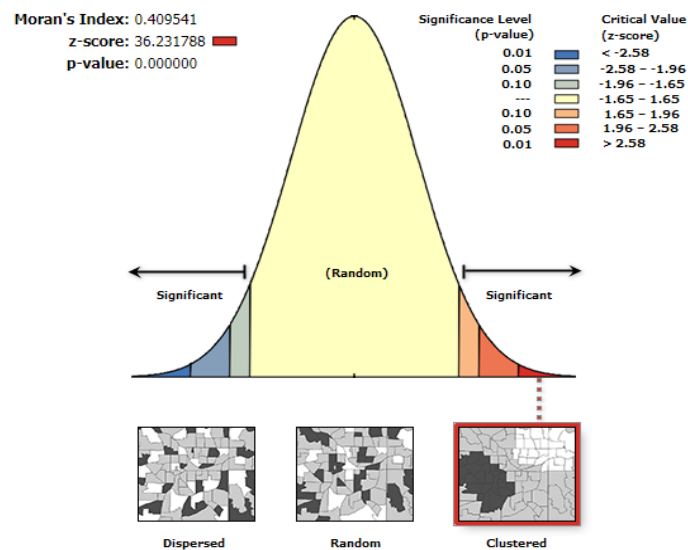 Moran's Index: 0.409541
z-score: 36.231788
p-value: 0.000000
Significance Level
(p-value)
Critical Value
(z-score)
0.01 < -2.58
0.05 -2.58 – -1.96
0.10 -1.96 – -1.65
--- -1.65 – 1.65
0.10 1.65 – 1.96
0.05 1.96 – 2.58
0.01 > 2.58
Significant
(Random)
Significant
Dispersed
Random
Clustered